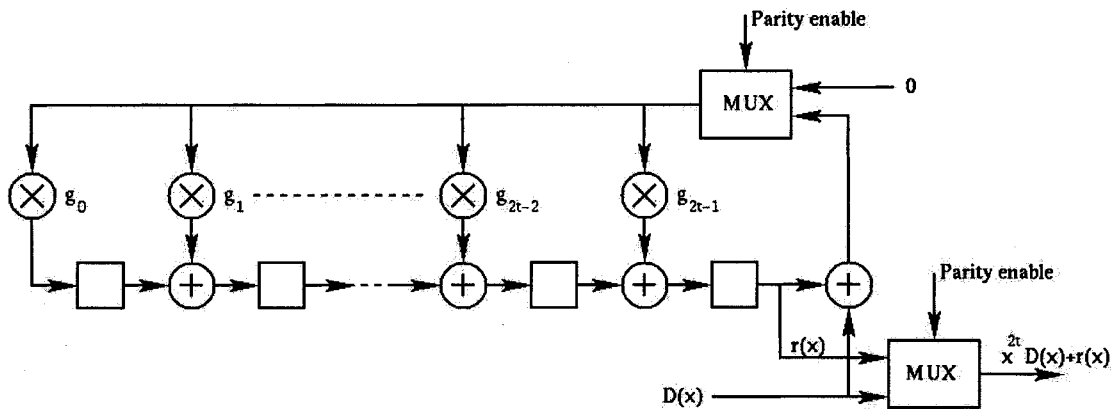 Parity enable
MUX
0
g0
g1
g2t-2
g2t-1
Parity enable
r(x)
D(x)
MUX
x2t D(x)+r(x)